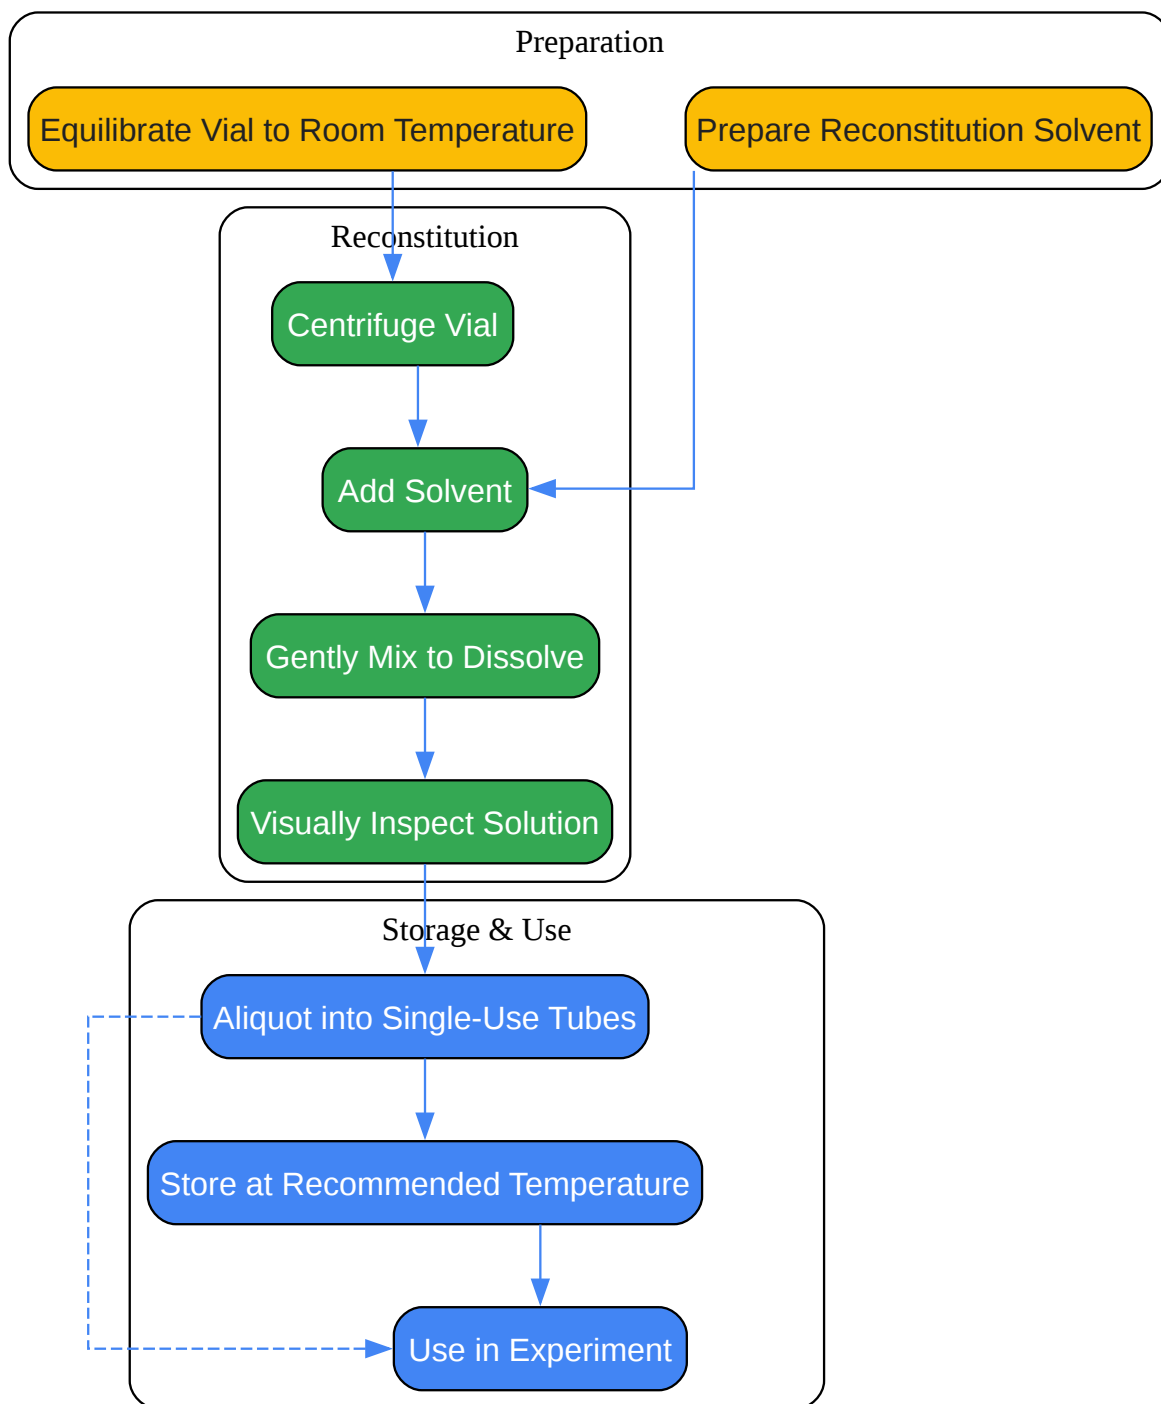 Preparation
Equilibrate Vial to Room Temperature
Prepare Reconstitution Solvent
Reconstitution
Centrifuge Vial
Add Solvent
Gently Mix to Dissolve
Visually Inspect Solution
Storage & Use
Aliquot into Single-Use Tubes
Store at Recommended Temperature
Use in Experiment